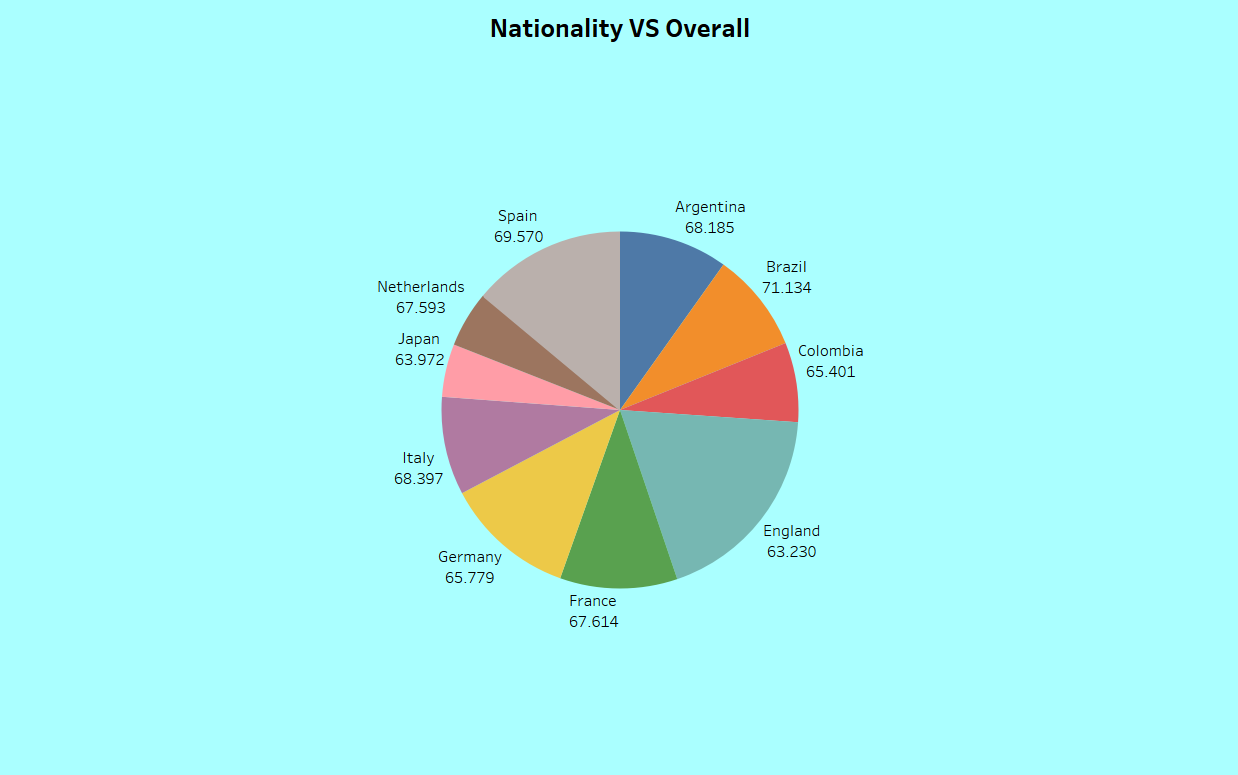 Nationality VS Overall
Argentina
68.185
Brazil
71.134
Colombia
65.401
England
63.230
France
67.614
Germany
65.779
Italy
68.397
Japan
63.972
Netherlands
67.593
Spain
69.570